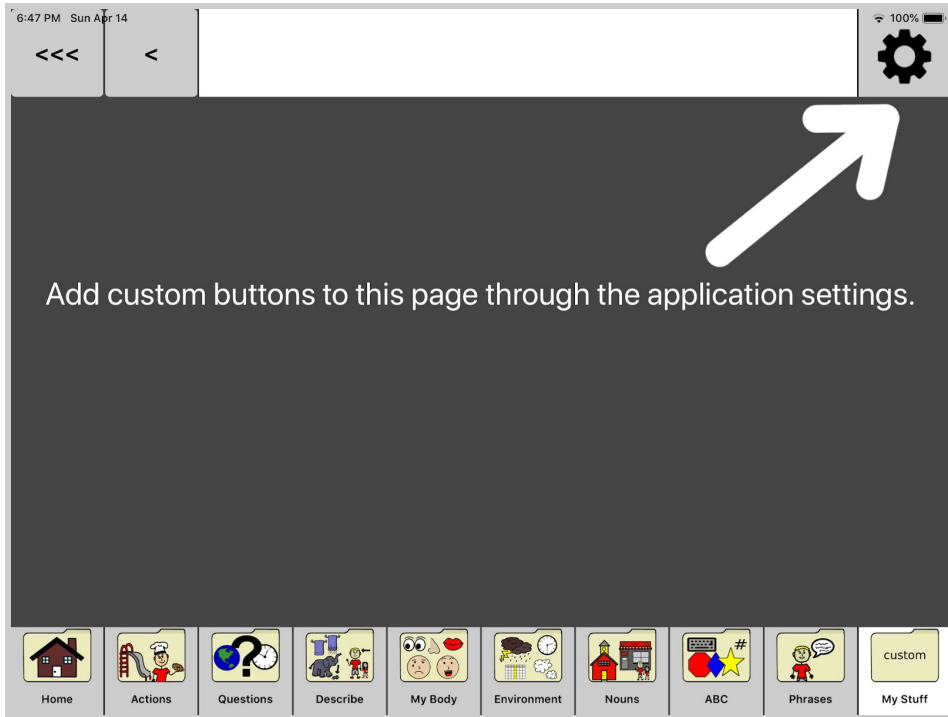 6:47 PM Sun Apr 14
100%
<<<
<
Add custom buttons to this page through the application settings.
#
custom
Home
Actions
Questions
Describe
My Body
Environment
Nouns
ABC
Phrases
My Stuff